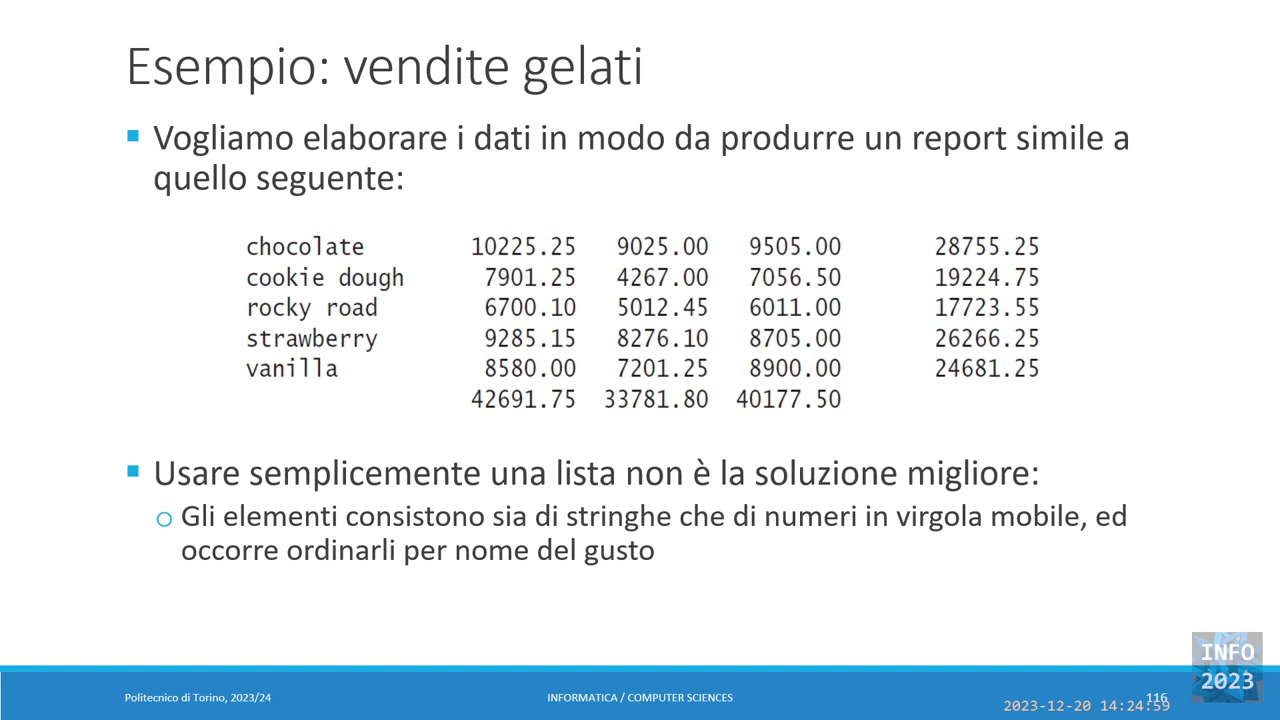 Esempio: vendite gelati
▪ Vogliamo elaborare i dati in modo da produrre un report simile a
quello seguente:
chocolate 10225.25 9025.00 9505.00 28755.25
cookie dough 7901.25 4267.00 7056.50 19224.75
rocky road 6700.10 5012.45 6011.00 17723.55
strawberry 9285.15 8276.10 8705.00 26266.25
vanilla 8580.00 7201.25 8900.00 24681.25
42691.75 33781.80 40177.50
▪ Usare semplicemente una lista non è la soluzione migliore:
o Gli elementi consistono sia di stringhe che di numeri in virgola mobile, ed
occorre ordinarli per nome del gusto
INFO
2023
Politecnico di Torino, 2023/24 INFORMATICA / COMPUTER SCIENCES 116
2023-12-20 14:24:59